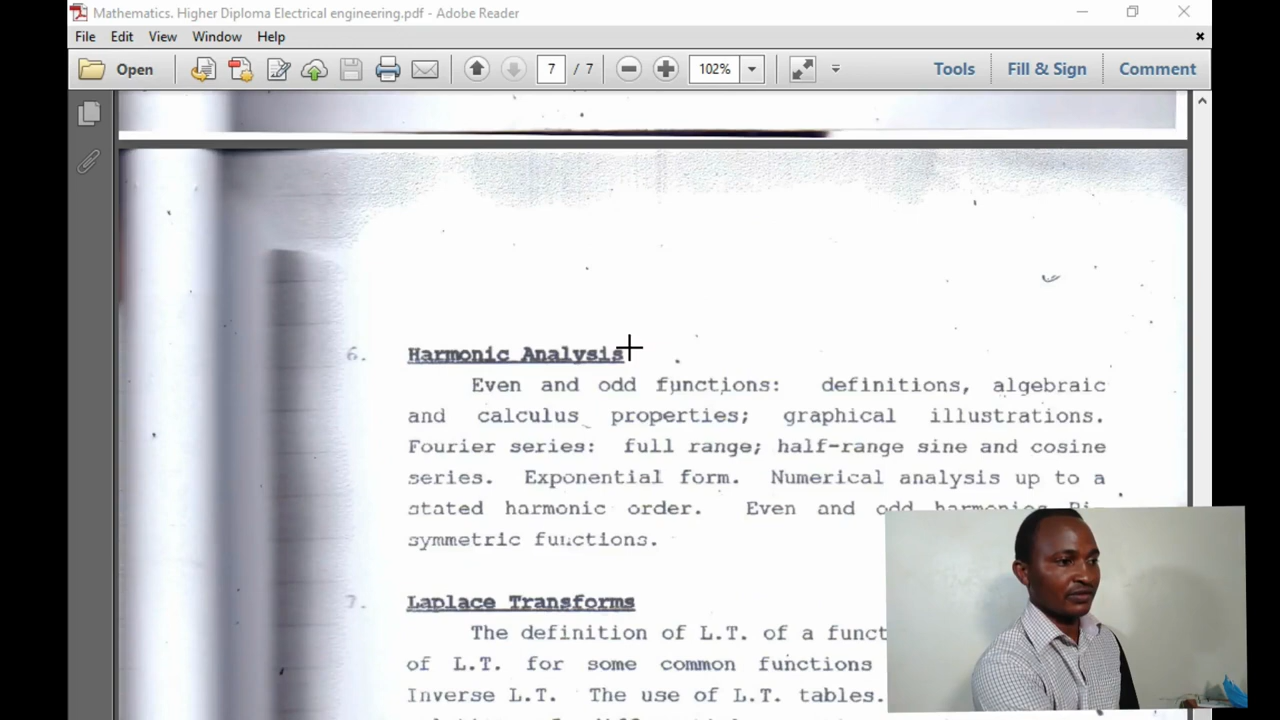 Mathematics. Higher Diploma Electrical engineering.pdf - Adobe Reader
File Edit View Window Help
Open 7 / 7 102% Tools Fill & Sign Comment
6. Harmonic Analysis
Even and odd functions: definitions, algebraic
and calculus properties; graphical illustrations.
Fourier series: full range; half-range sine and cosine
series. Exponential form. Numerical analysis up to a
stated harmonic order. Even and odd harmonics
symmetric functions.
7. Laplace Transforms
The definition of L.T. of a funct
of L.T. for some common functions
Inverse L.T. The use of L.T. tables.